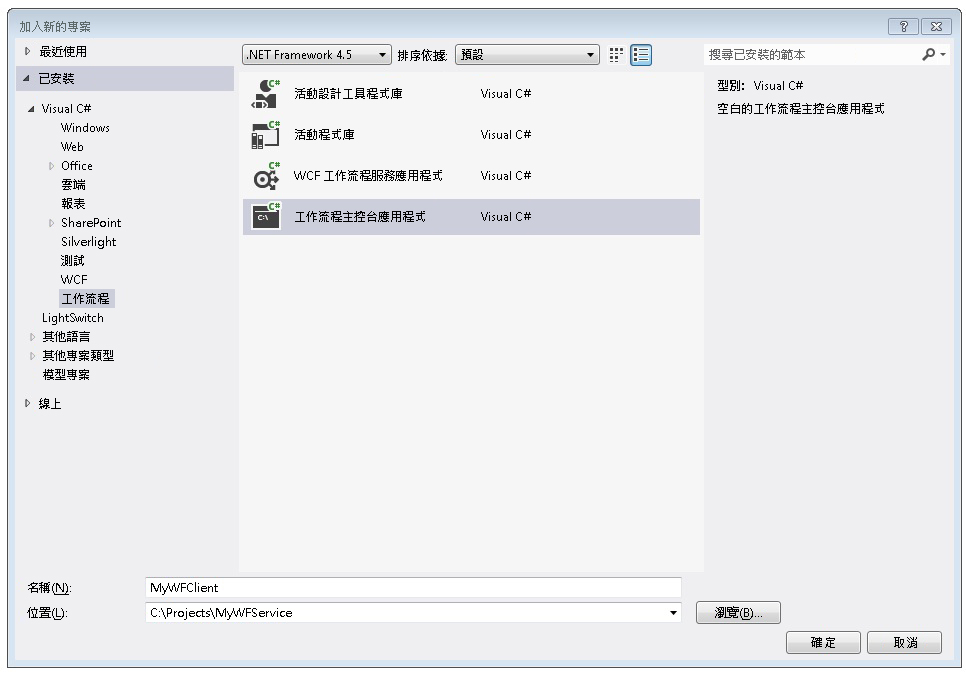 加入新的專案
最近使用
已安裝
Visual C#
Windows
Web
Office
雲端
報表
SharePoint
Silverlight
測試
WCF
工作流程
LightSwitch
其他語言
其他專案類型
模型專案
線上
.NET Framework 4.5 排序依據: 預設
C# 活動設計工具程式庫 Visual C#
C# 活動程式庫 Visual C#
C# WCF 工作流程服務應用程式 Visual C#
C# C:\ 工作流程主控台應用程式 Visual C#
搜尋已安裝的範本
型別: Visual C#
空白的工作流程主控台應用程式
名稱(N): MyWFClient
位置(L): C:\Projects\MyWFService 瀏覽(B)...
確定 取消